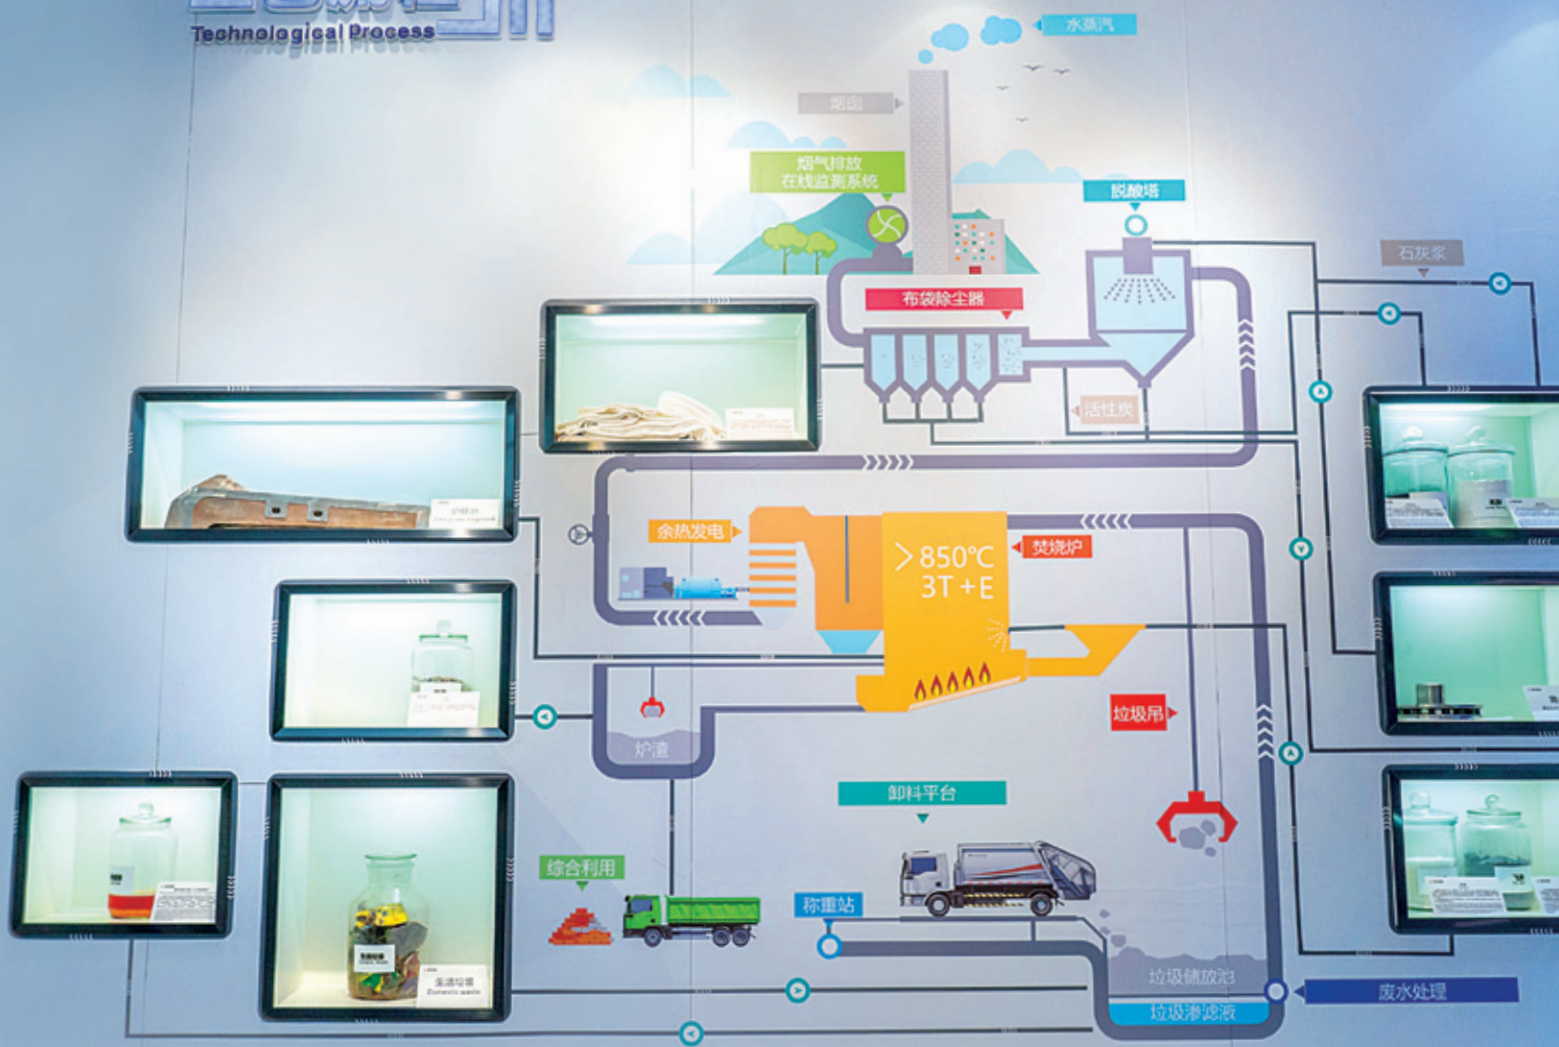 Technological Process
水蒸汽
烟囱
烟气排放
在线监测系统
脱酸塔
石灰浆
布袋除尘器
活性炭
余热发电
>850℃
3T+E
焚烧炉
垃圾吊
炉渣
卸料平台
综合利用
称重站
生活垃圾
Domestic waste
垃圾储放池
垃圾渗滤液
废水处理